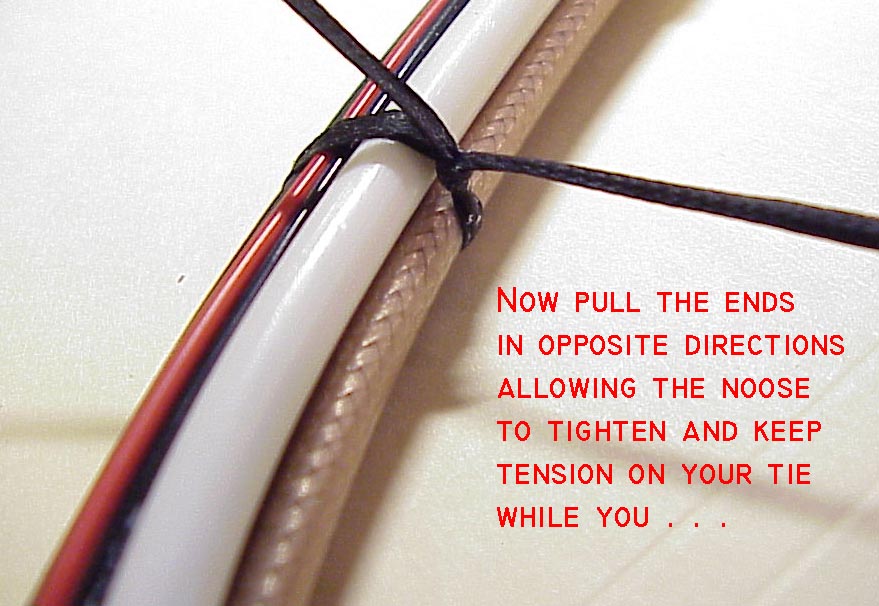 Now pull the ends
in opposite directions
allowing the noose
to tighten and keep
tension on your tie
while you . . .